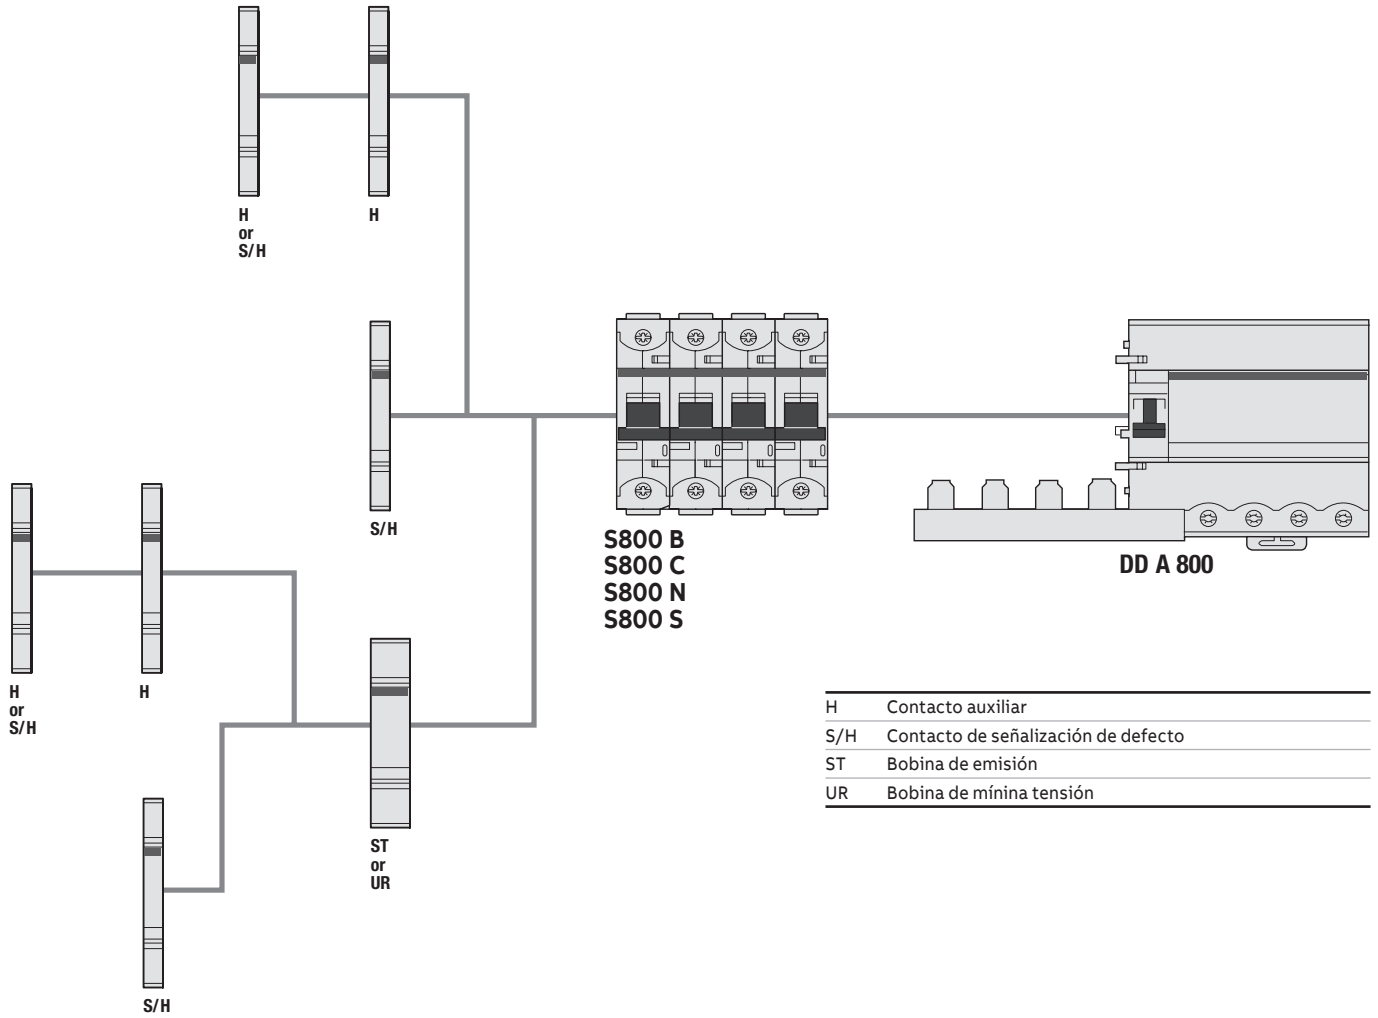 H
or
S/H
H
S/H
S800 B
S800 C
S800 N
S800 S
DD A 800
H
or
S/H
H
ST
or
UR
S/H
H Contacto auxiliar
S/H Contacto de señalización de defecto
ST Bobina de emisión
UR Bobina de mínina tensión